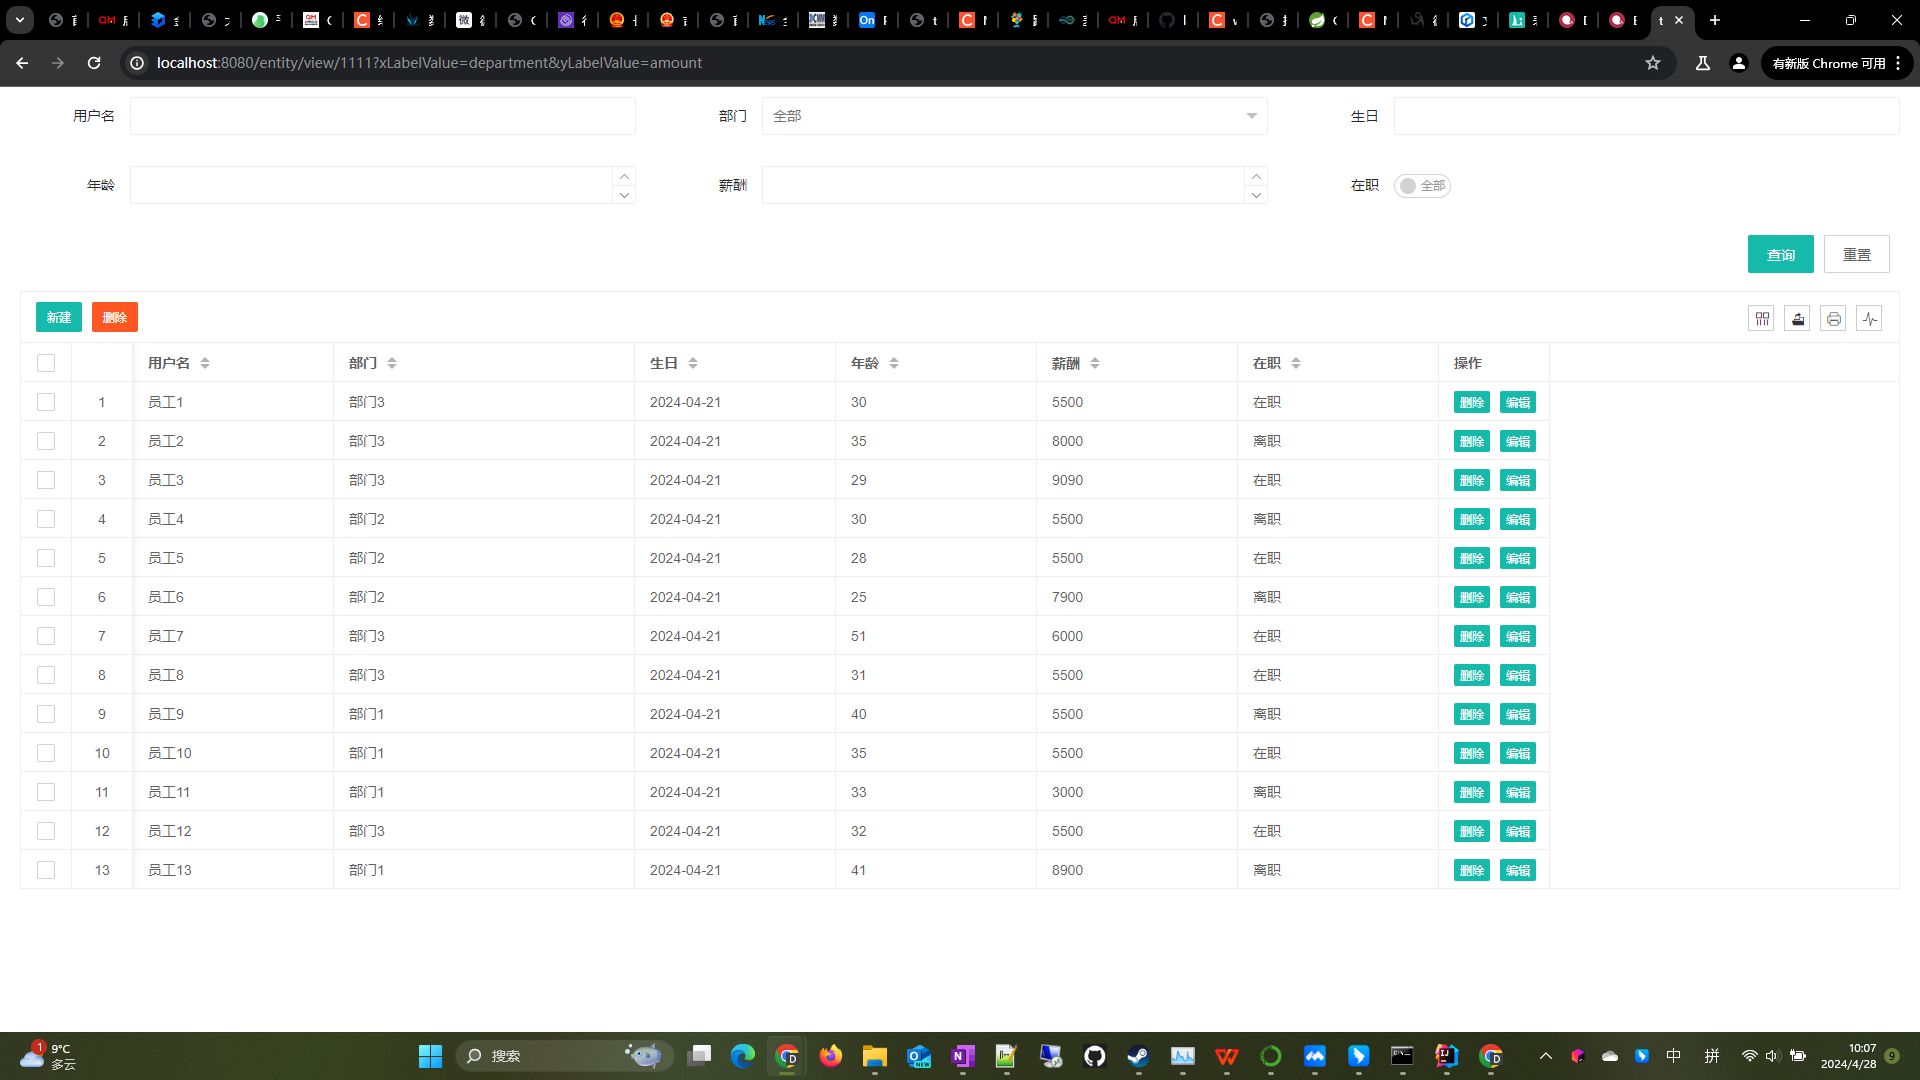 localhost:8080/entity/view/1111?xLabelValue=department&yLabelValue=amount
有新版 Chrome 可用
用户名 部门 全部 生日
年龄 薪酬 在职 全部
查询 重置
新建 删除
用户名 部门 生日 年龄 薪酬 在职 操作
1 员工1 部门3 2024-04-21 30 5500 在职 删除 编辑
2 员工2 部门3 2024-04-21 35 8000 离职 删除 编辑
3 员工3 部门3 2024-04-21 29 9090 在职 删除 编辑
4 员工4 部门2 2024-04-21 30 5500 离职 删除 编辑
5 员工5 部门2 2024-04-21 28 5500 在职 删除 编辑
6 员工6 部门2 2024-04-21 25 7900 离职 删除 编辑
7 员工7 部门3 2024-04-21 51 6000 在职 删除 编辑
8 员工8 部门3 2024-04-21 31 5500 在职 删除 编辑
9 员工9 部门1 2024-04-21 40 5500 离职 删除 编辑
10 员工10 部门1 2024-04-21 35 5500 在职 删除 编辑
11 员工11 部门1 2024-04-21 33 3000 离职 删除 编辑
12 员工12 部门3 2024-04-21 32 5500 在职 删除 编辑
13 员工13 部门1 2024-04-21 41 8900 离职 删除 编辑
1 9°C
多云
搜索
中 拼
10:07
2024/4/28
9